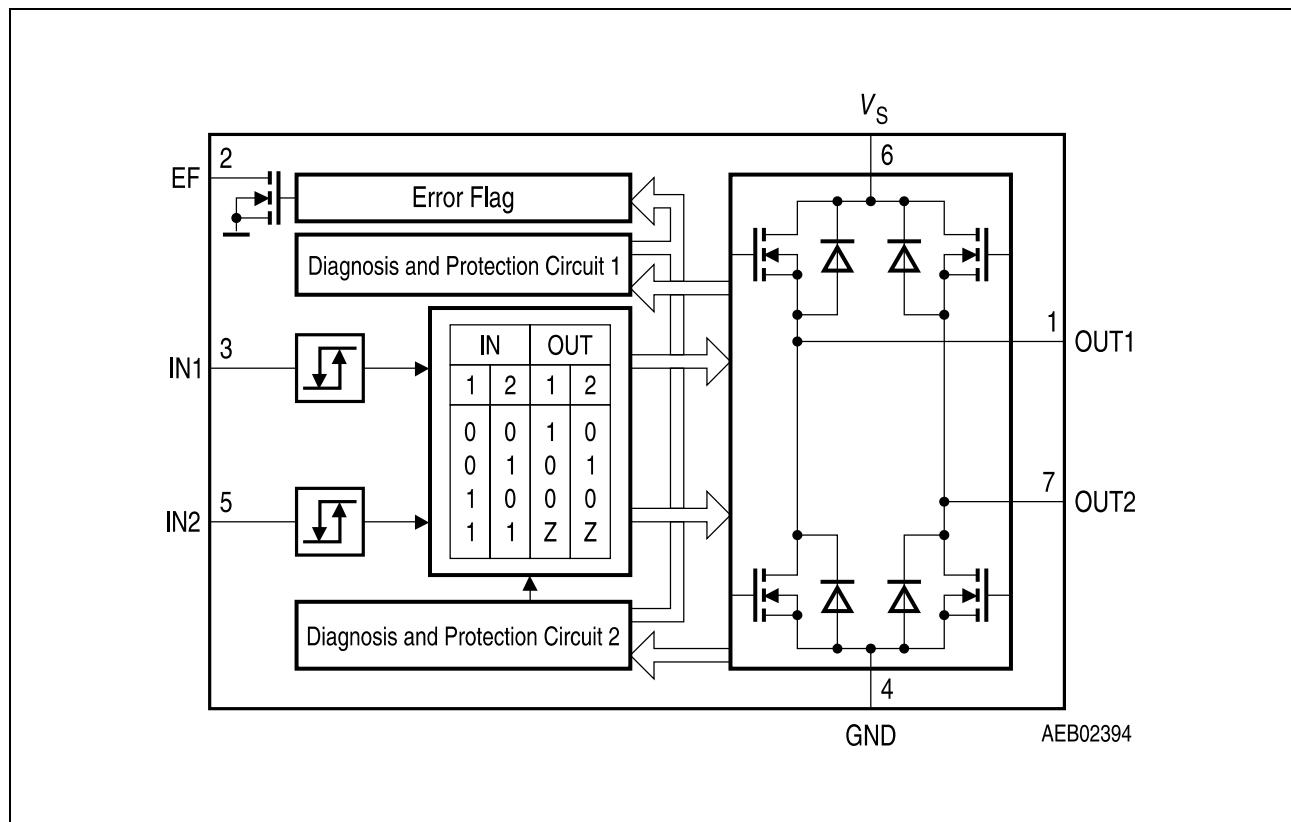 VS
6
EF 2
Error Flag
Diagnosis and Protection Circuit 1
IN1 3
IN OUT
1 2 1 2
0 0 1 0
0 1 0 1
1 0 0 0
1 1 Z Z
1 OUT1
IN2 5
7 OUT2
Diagnosis and Protection Circuit 2
4
GND
AEB02394